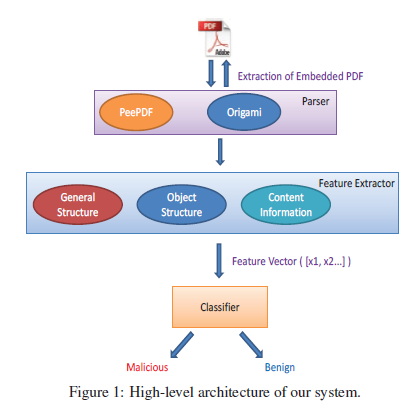 PDF
Adobe
Extraction of Embedded PDF
Parser
PeePDF
Origami
Feature Extractor
General
Structure
Object
Structure
Content
Information
Feature Vector ( [x1, x2...] )
Classifier
Malicious
Benign
Figure 1: High-level architecture of our system.